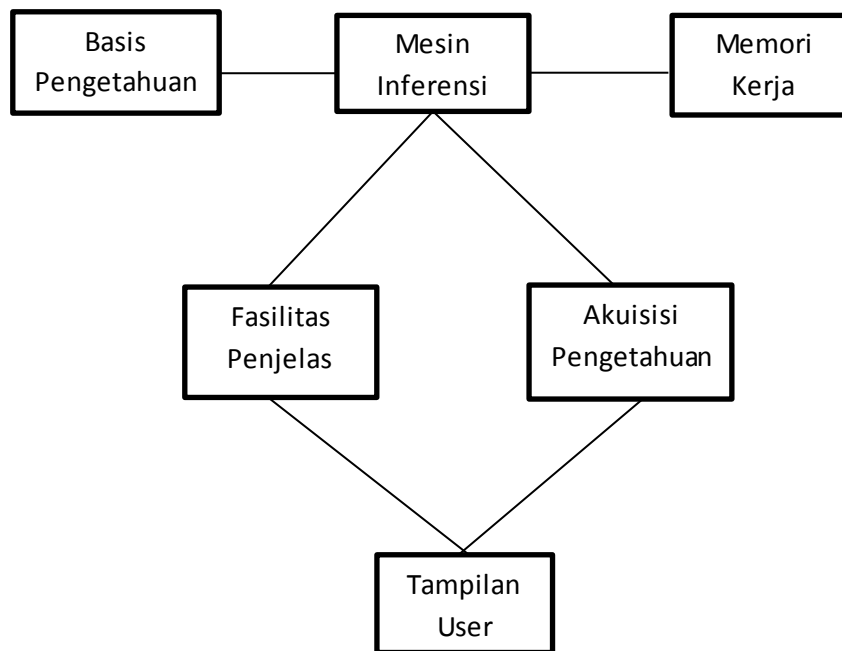 Basis
Pengetahuan
Mesin
Inferensi
Memori
Kerja
Fasilitas
Penjelas
Akuisisi
Pengetahuan
Tampilan
User